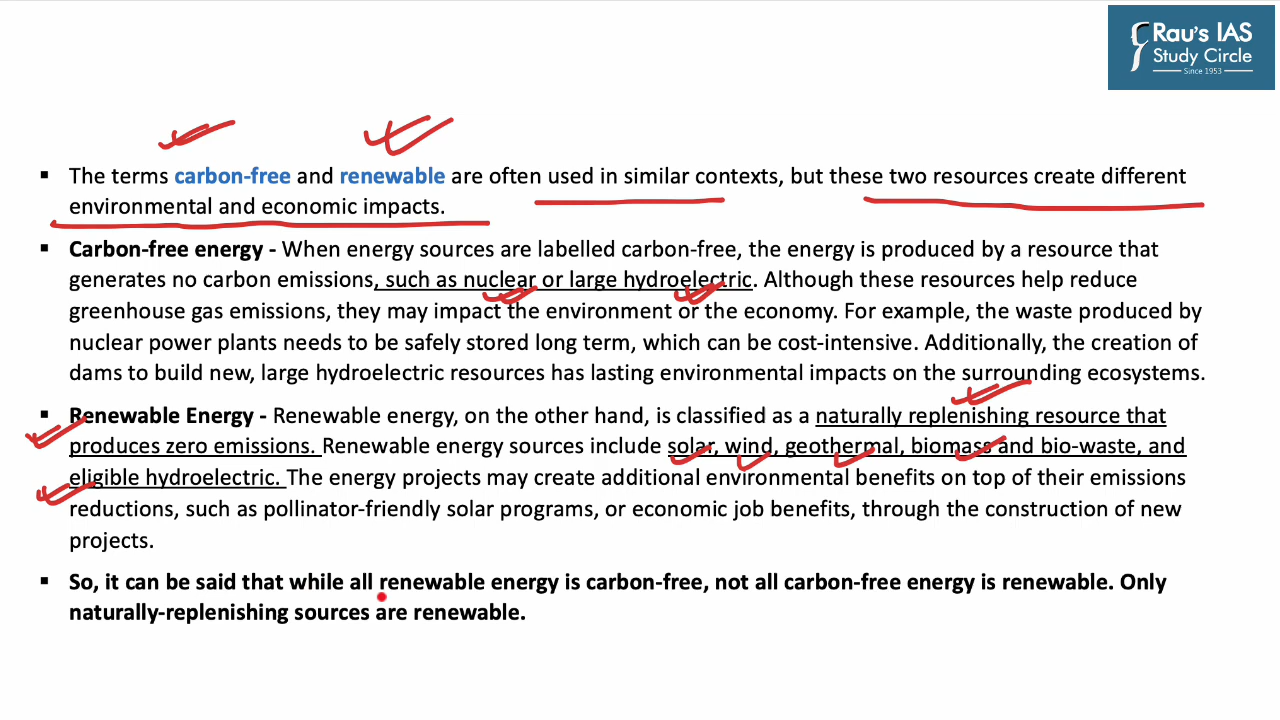 Rau's IAS
Study Circle
Since 1953
▪ The terms carbon-free and renewable are often used in similar contexts, but these two resources create different
environmental and economic impacts.
▪ Carbon-free energy - When energy sources are labelled carbon-free, the energy is produced by a resource that
generates no carbon emissions, such as nuclear or large hydroelectric. Although these resources help reduce
greenhouse gas emissions, they may impact the environment or the economy. For example, the waste produced by
nuclear power plants needs to be safely stored long term, which can be cost-intensive. Additionally, the creation of
dams to build new, large hydroelectric resources has lasting environmental impacts on the surrounding ecosystems.
▪ Renewable Energy - Renewable energy, on the other hand, is classified as a naturally replenishing resource that
produces zero emissions. Renewable energy sources include solar, wind, geothermal, biomass and bio-waste, and
eligible hydroelectric. The energy projects may create additional environmental benefits on top of their emissions
reductions, such as pollinator-friendly solar programs, or economic job benefits, through the construction of new
projects.
▪ So, it can be said that while all renewable energy is carbon-free, not all carbon-free energy is renewable. Only
naturally-replenishing sources are renewable.